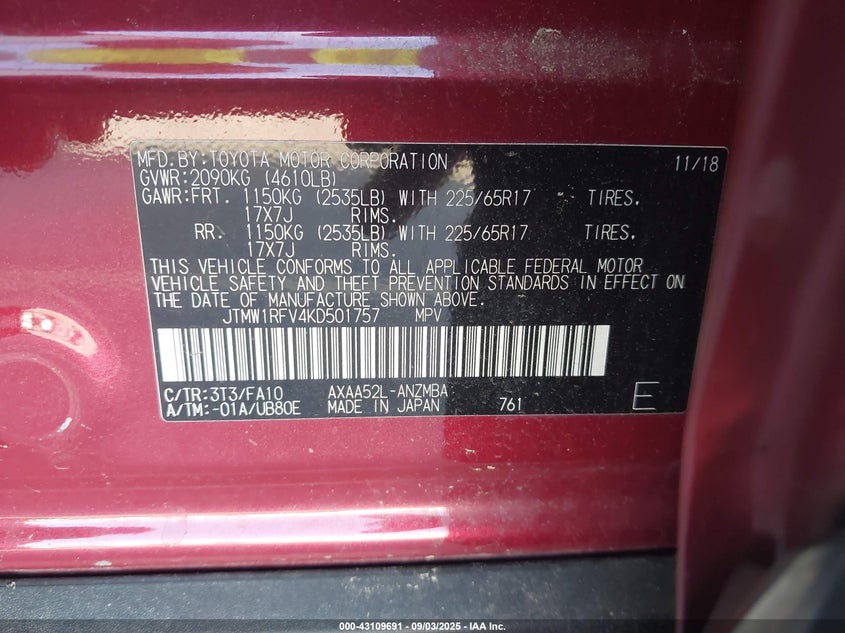 MFD.BY:TOYOTA MOTOR CORPORATION 11/18
GVWR:2090KG (4610LB)
GAWR:FRT. 1150KG (2535LB) WITH 225/65R17 TIRES,
17X7J RIMS.
RR. 1150KG (2535LB) WITH 225/65R17 TIRES,
17X7J RIMS.
THIS VEHICLE CONFORMS TO ALL APPLICABLE FEDERAL MOTOR
VEHICLE SAFETY AND THEFT PREVENTION STANDARDS IN EFFECT ON
THE DATE OF MANUFACTURE SHOWN ABOVE.
JTMW1RFV4KD501757 MPV
C/TR:3T3/FA10 AXAA52L-ANZMBA
A/TM:-01A/UB80E MADE IN JAPAN 761 E
000-43109691 - 09/03/2025 - IAA Inc.